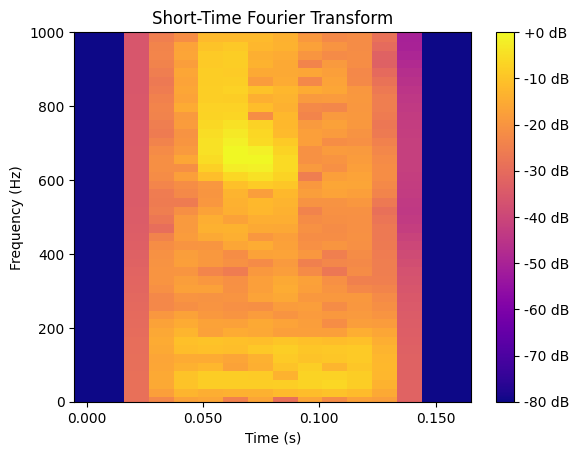 Short-Time Fourier Transform
1000
800
600
400
200
0
Frequency (Hz)
0.000
0.050
0.100
0.150
Time (s)
+0 dB
-10 dB
-20 dB
-30 dB
-40 dB
-50 dB
-60 dB
-70 dB
-80 dB